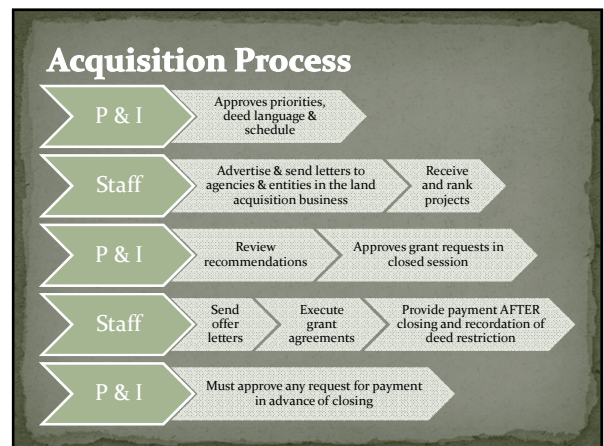 Acquisition Process
P & I
Approves priorities,
deed language &
schedule
Staff
Advertise & send letters to
agencies & entities in the land
acquisition business
Receive
and rank
projects
P & I
Review
recommendations
Approves grant requests in
closed session
Staff
Send
offer
letters
Execute
grant
agreements
Provide payment AFTER
closing and recordation of
deed restriction
P & I
Must approve any request for payment
in advance of closing